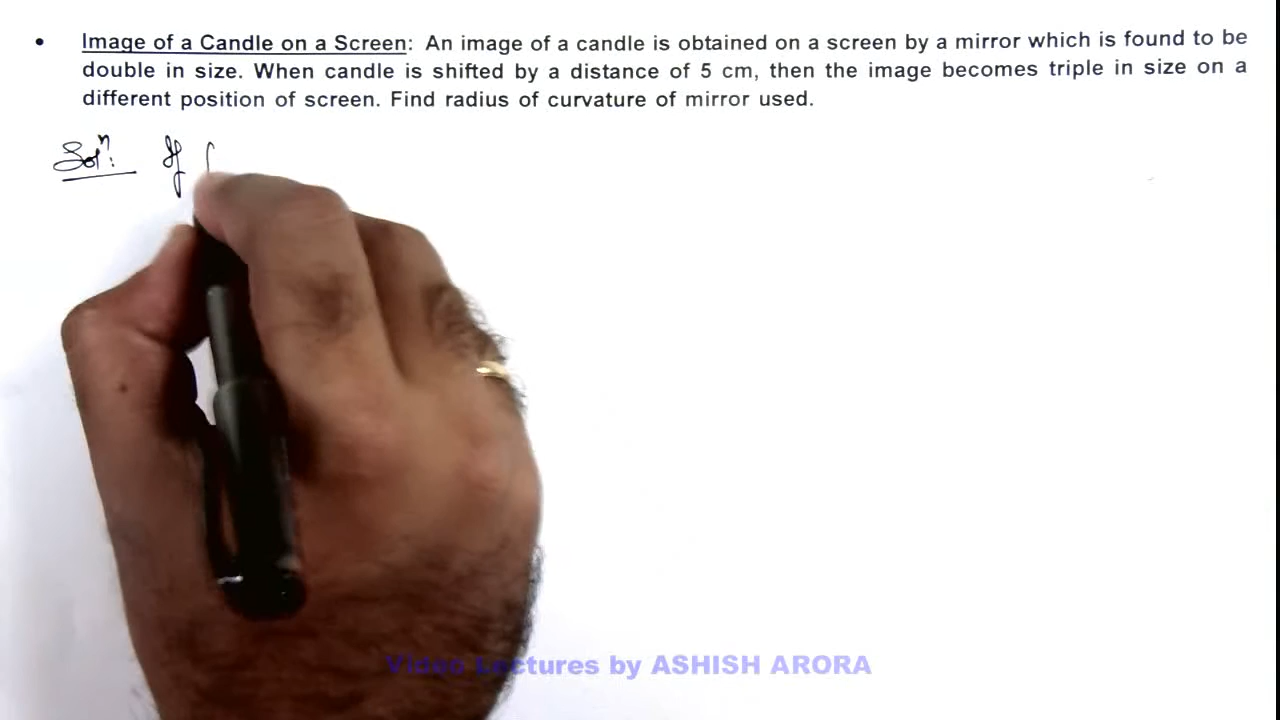 • Image of a Candle on a Screen: An image of a candle is obtained on a screen by a mirror which is found to be
double in size. When candle is shifted by a distance of 5 cm, then the image becomes triple in size on a
different position of screen. Find radius of curvature of mirror used.
Solⁿ: If
Video Lectures by ASHISH ARORA